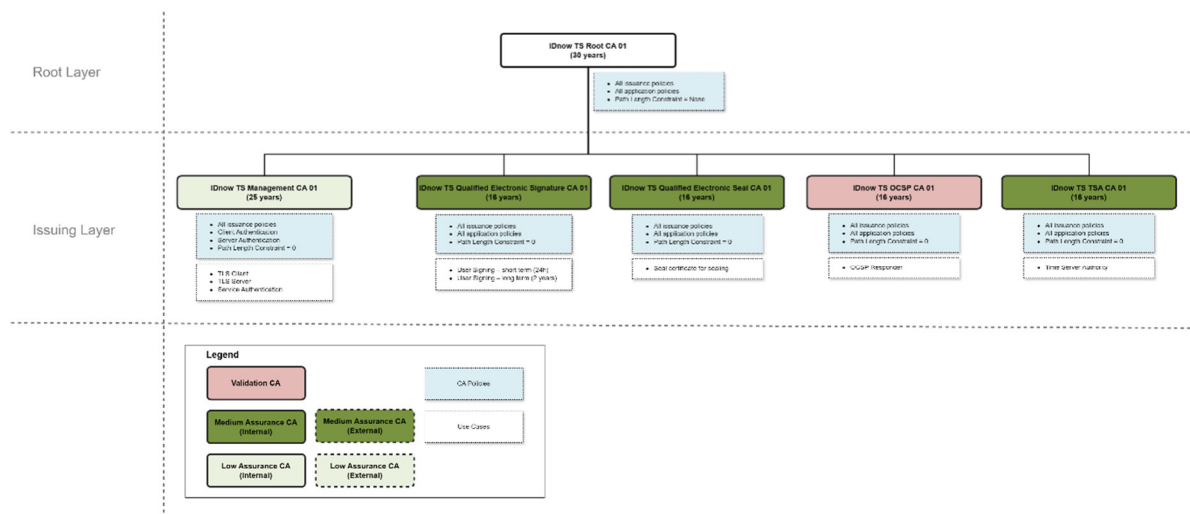 IDnow TS Root CA 01
(30 years)
Root Layer
All issuance policies
All application policies
Path Length Constraint = None
IDnow TS Management CA 01
(25 years)
IDnow TS Qualified Electronic Signature CA 01
(16 years)
IDnow TS Qualified Electronic Seal CA 01
(16 years)
IDnow TS OCSP CA 01
(16 years)
IDnow TS TSA CA 01
(16 years)
Issuing Layer
All issuance policies
Client Authentication
Server Authentication
Path Length Constraint = 0
All issuance policies
All application policies
Path Length Constraint = 0
All issuance policies
All application policies
Path Length Constraint = 0
All issuance policies
All application policies
Path Length Constraint = 0
All issuance policies
All application policies
Path Length Constraint = 0
TLS Client
TLS Server
Service Authentication
User Signing – short term (24h)
User Signing – long term (2 years)
Seal certificate for sealing
OCSP Responder
Time Server Authority
Legend
Validation CA
CA Policies
Medium Assurance CA
(Internal)
Medium Assurance CA
(External)
Use Cases
Low Assurance CA
(Internal)
Low Assurance CA
(External)